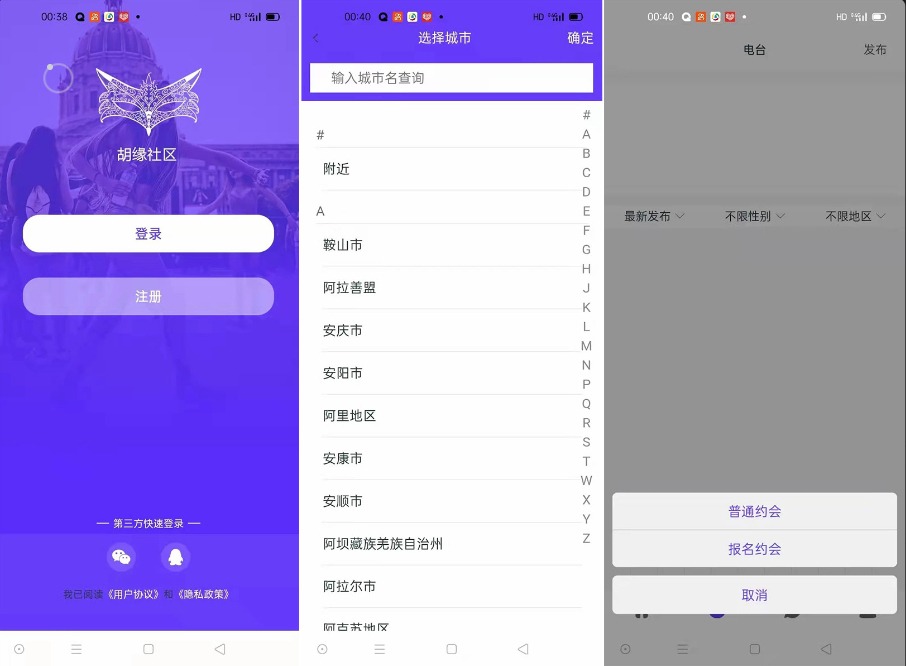 00:38
HD
胡缘社区
登录
注册
第三方快速登录
我已阅读《用户协议》和《隐私政策》
00:40
HD
选择城市
确定
输入城市名查询
#
附近
A
鞍山市
阿拉善盟
安庆市
安阳市
阿里地区
安康市
安顺市
阿坝藏族羌族自治州
阿拉尔市
阿克苏地区
#
A
B
C
D
E
F
G
H
J
K
L
M
N
P
Q
R
S
T
W
X
Y
Z
00:40
HD
电台
发布
最新发布
不限性别
不限地区
普通约会
报名约会
取消